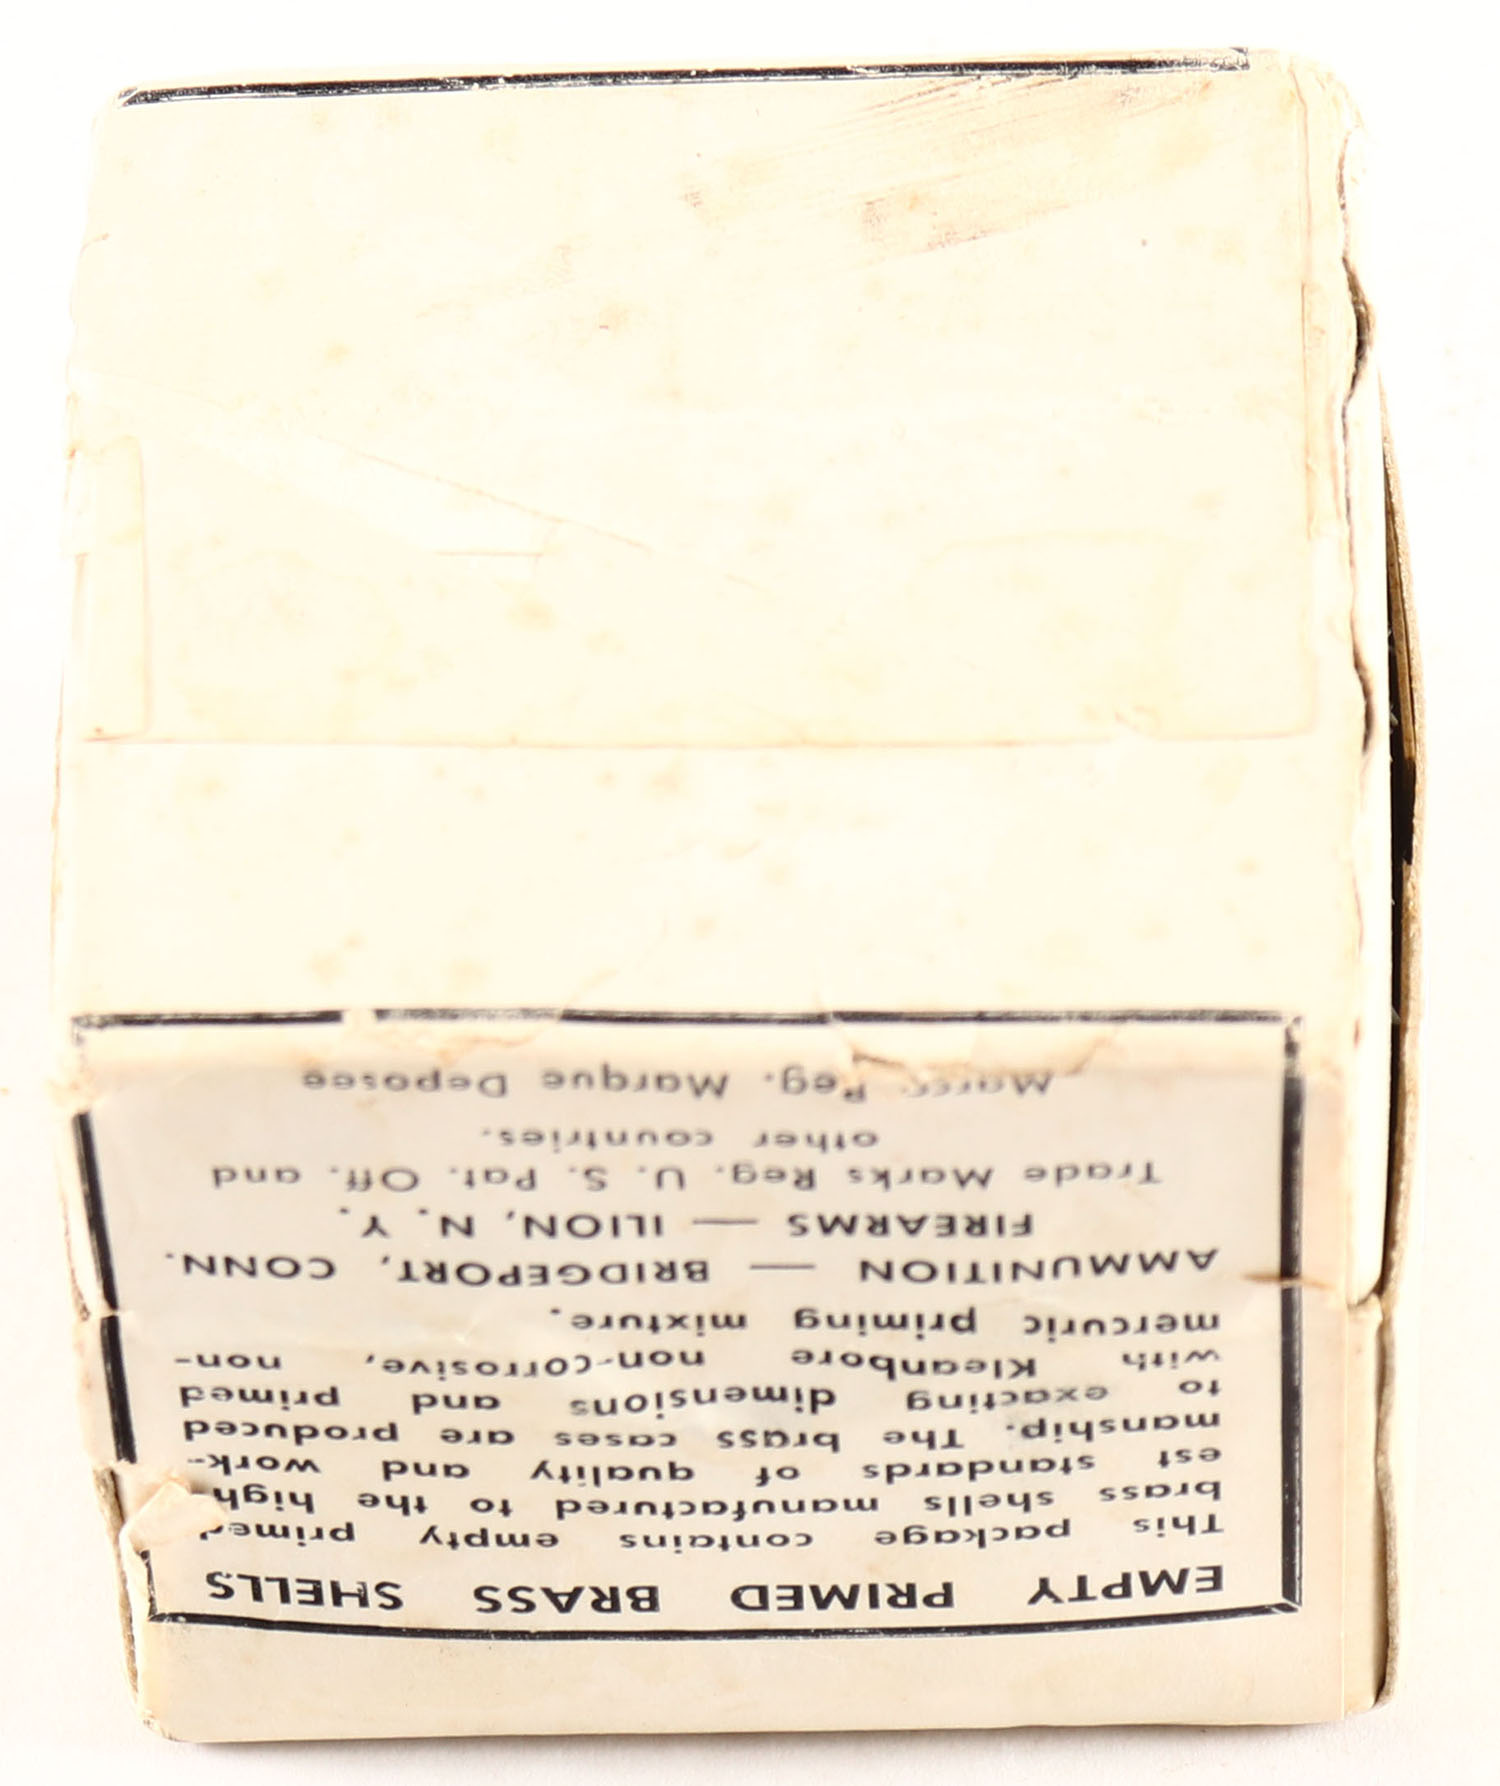 EMPTY PRIMED BRASS SHELLS
This package contains empty primed
brass shells manufactured to the high-
est standards of quality and work-
manship. The brass cases are produced
to exacting dimensions and primed
with Kleanbore non-corrosive, non-
mercuric priming mixture.
AMMUNITION — BRIDGEPORT, CONN.
FIREARMS — ILION, N. Y.
Trade Marks Reg. U. S. Pat. Off. and
other countries.
Reg. Marque Deposee